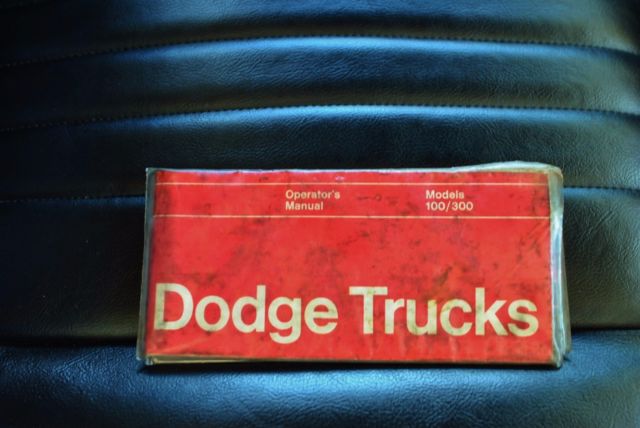 Operator's
Manual
Models
100/300
Dodge Trucks